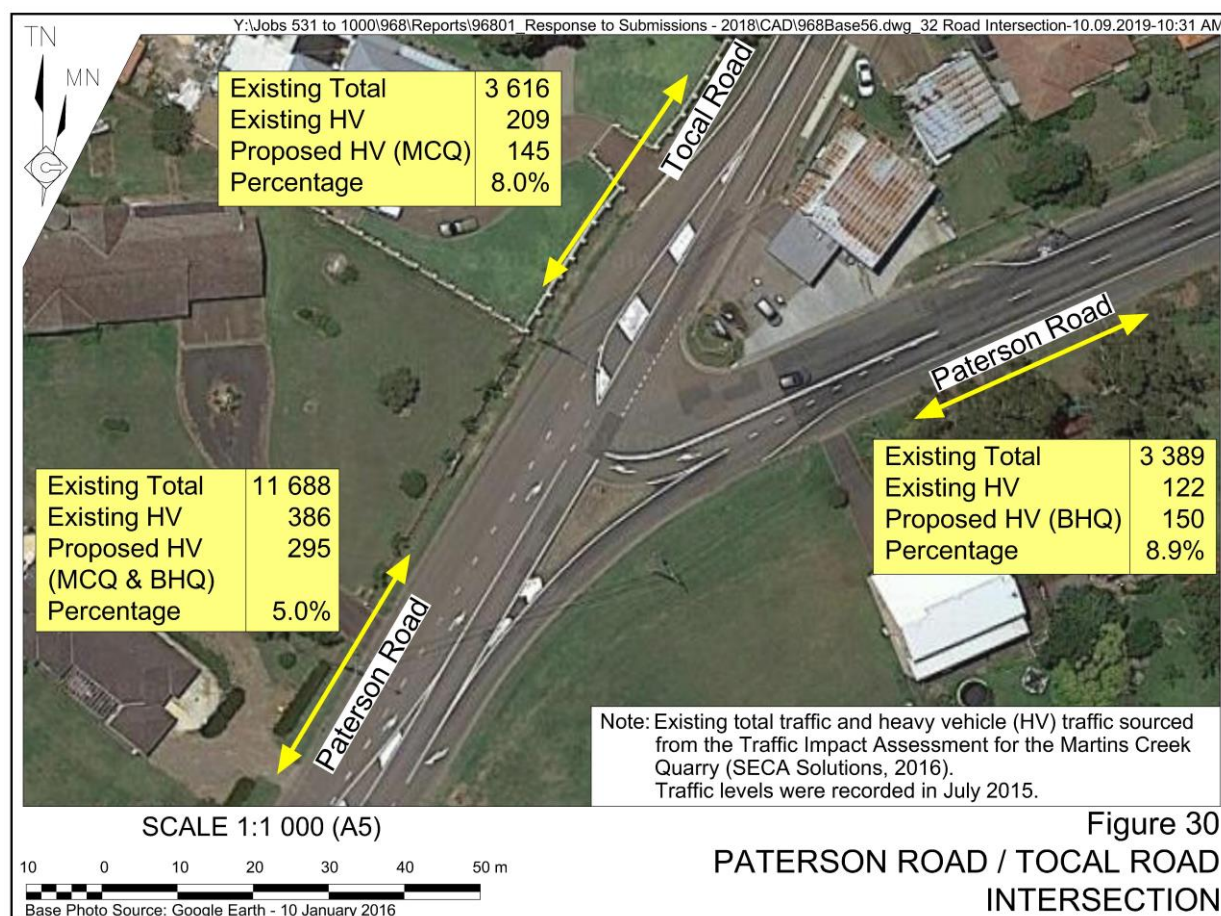 Y:\Jobs 531 to 1000\968\Reports\96801_Response to Submissions - 2018\CAD\968Base56.dwg_32 Road Intersection-10.09.2019-10:31 AM
TN
MN
Existing Total 3 616
Existing HV 209
Proposed HV (MCQ) 145
Percentage 8.0%
Tocal Road
Paterson Road
Existing Total 3 389
Existing HV 122
Proposed HV (BHQ) 150
Percentage 8.9%
Existing Total 11 688
Existing HV 386
Proposed HV 295
(MCQ & BHQ)
Percentage 5.0%
Paterson Road
Note: Existing total traffic and heavy vehicle (HV) traffic sourced
from the Traffic Impact Assessment for the Martins Creek
Quarry (SECA Solutions, 2016).
Traffic levels were recorded in July 2015.
SCALE 1:1 000 (A5)
10 0 10 20 30 40 50 m
Base Photo Source: Google Earth - 10 January 2016
Figure 30
PATERSON ROAD / TOCAL ROAD
INTERSECTION